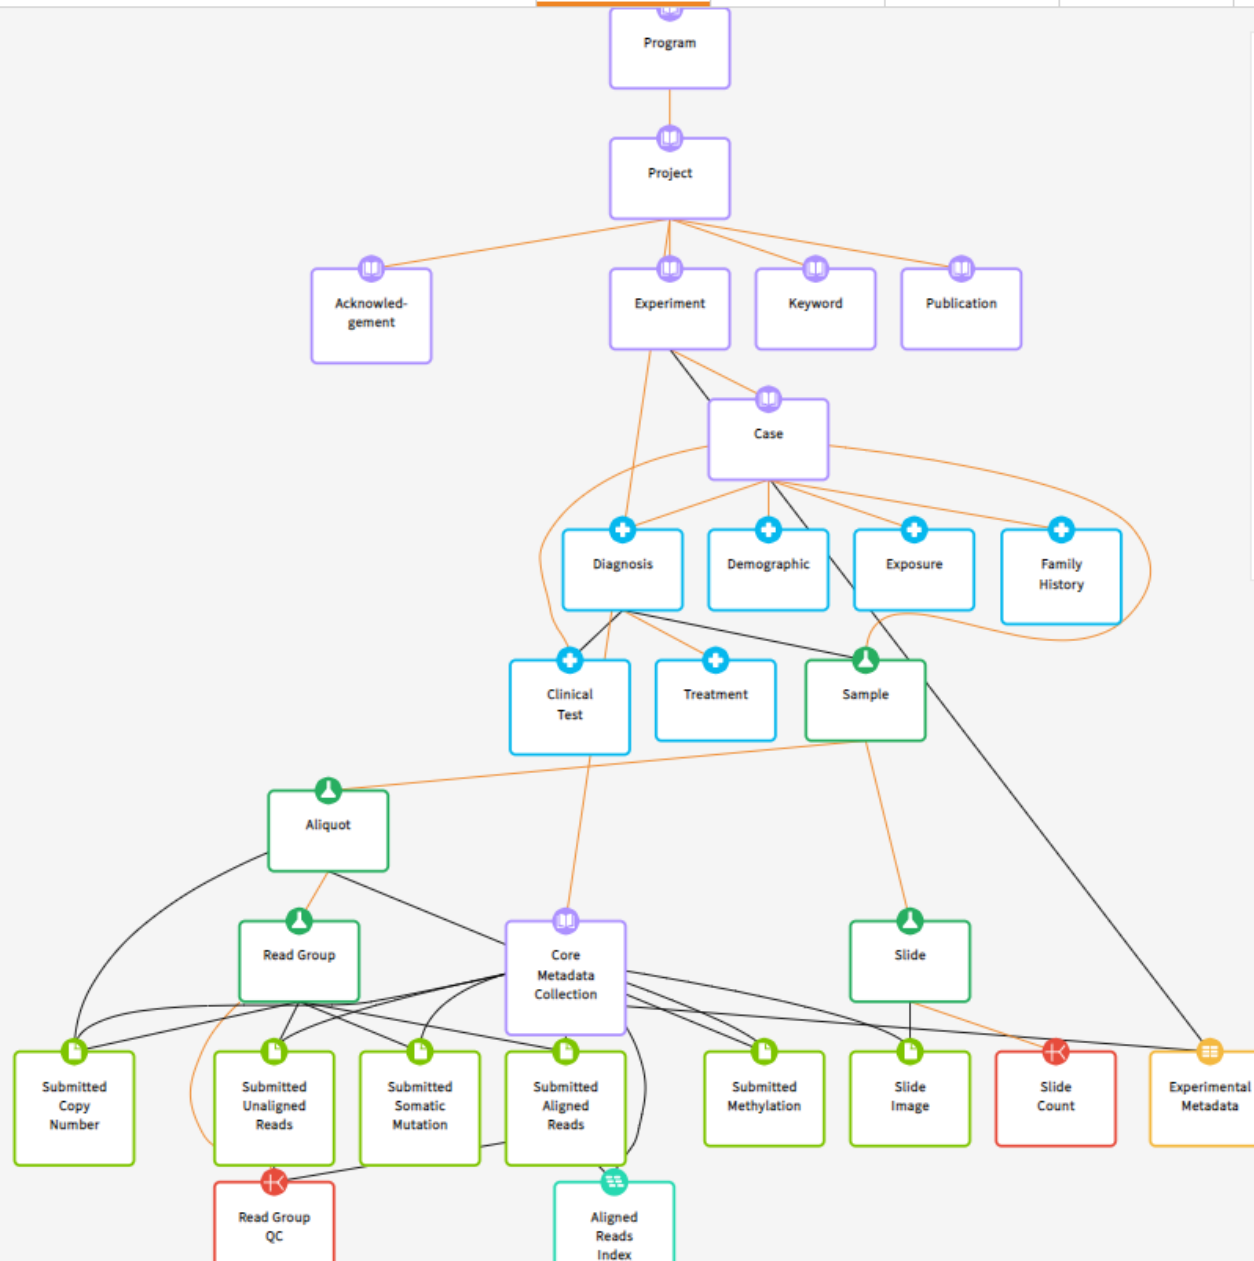 Program
Project
Acknowled-
gement
Experiment
Keyword
Publication
Case
Diagnosis
Demographic
Exposure
Family
History
Clinical
Test
Treatment
Sample
Aliquot
Read Group
Core
Metadata
Collection
Slide
Submitted
Copy
Number
Submitted
Unaligned
Reads
Submitted
Somatic
Mutation
Submitted
Aligned
Reads
Submitted
Methylation
Slide
Image
Slide
Count
Experimental
Metadata
Read Group
QC
Aligned
Reads
Index